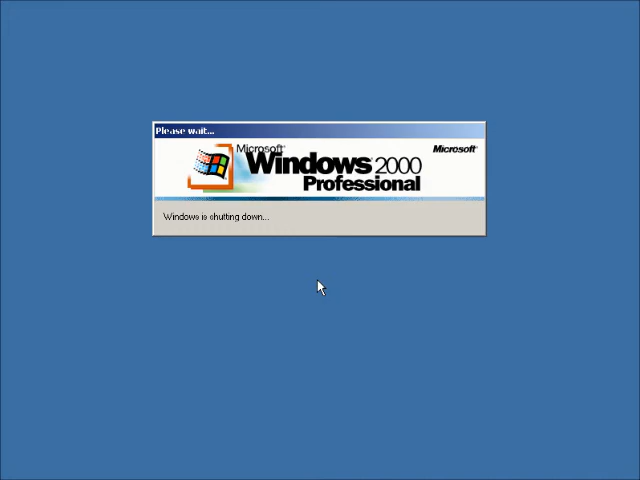 Please wait...
Microsoft
Microsoft
Windows 2000
Professional
Windows is shutting down...